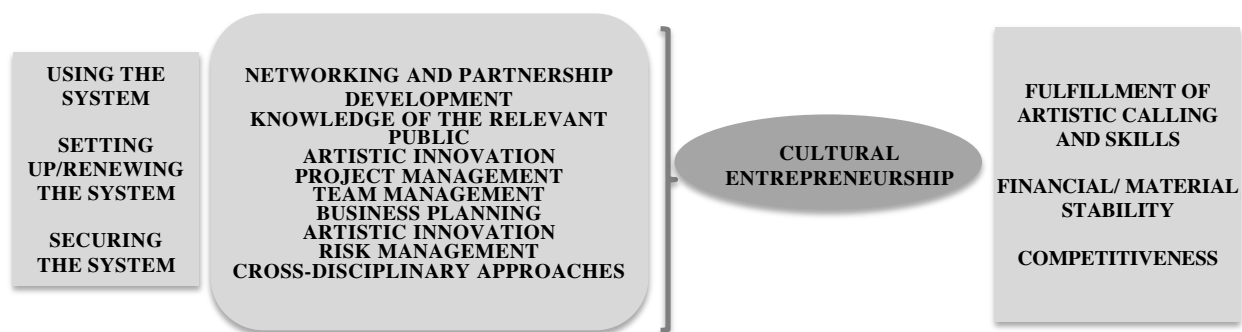 USING THE
SYSTEM
SETTING
UP/RENEWING
THE SYSTEM
SECURING
THE SYSTEM
NETWORKING AND PARTNERSHIP
DEVELOPMENT
KNOWLEDGE OF THE RELEVANT
PUBLIC
ARTISTIC INNOVATION
PROJECT MANAGEMENT
TEAM MANAGEMENT
BUSINESS PLANNING
ARTISTIC INNOVATION
RISK MANAGEMENT
CROSS-DISCIPLINARY APPROACHES
CULTURAL
ENTREPRENEURSHIP
FULFILLMENT OF
ARTISTIC CALLING
AND SKILLS
FINANCIAL/ MATERIAL
STABILITY
COMPETITIVENESS